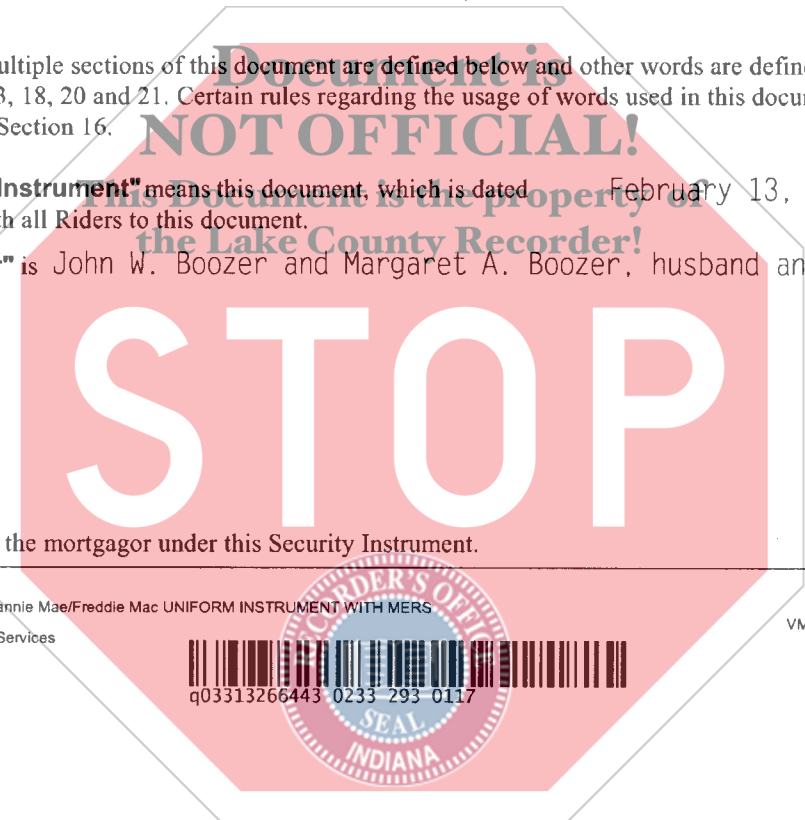 Document is
ultiple sections of this document are defined below and other words are define
3, 18, 20 and 21. Certain rules regarding the usage of words used in this docum
NOT OFFICIAL!
Section 16.
Instrument" means this document, which is dated February 13,
This Document is the property of
th all Riders to this document.
the Lake County Recorder!
" is John W. Boozer and Margaret A. Boozer, husband an
STOP
the mortgagor under this Security Instrument.
annie Mae/Freddie Mac UNIFORM INSTRUMENT WITH MERS
Services
VM
q03313266443 0233 293 0117
RECORDER'S OFFICE
SEAL
INDIANA